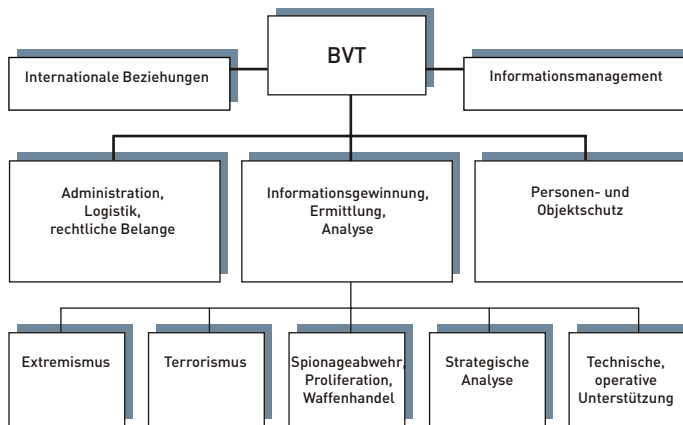 BVT
Internationale Beziehungen
Informationsmanagement
Administration,
Logistik,
rechtliche Belange
Informationsgewinnung,
Ermittlung,
Analyse
Personen- und
Objektschutz
Extremismus
Terrorismus
Spionageabwehr,
Proliferation,
Waffenhandel
Strategische
Analyse
Technische,
operative
Unterstützung